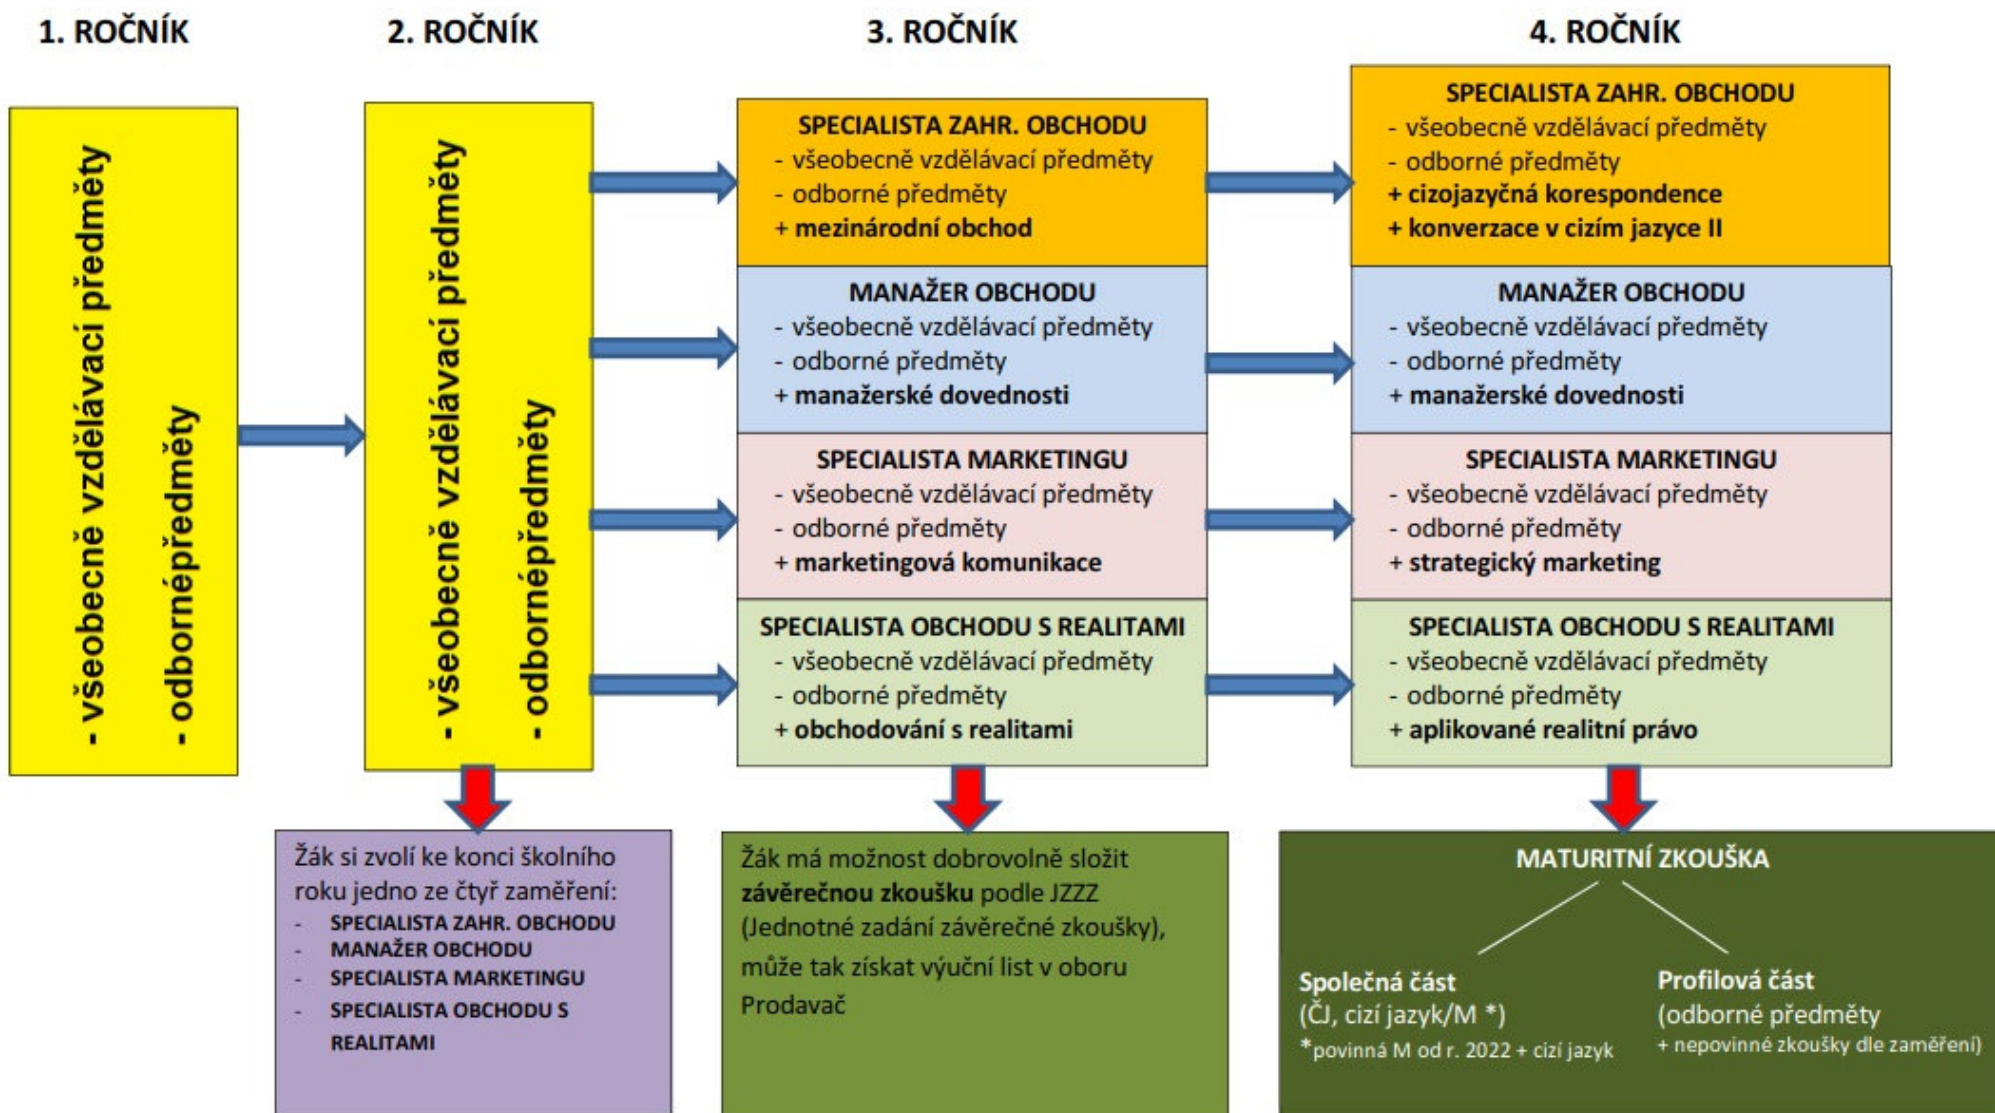 1. ROČNÍK
2. ROČNÍK
3. ROČNÍK
4. ROČNÍK
- všeobecně vzdělávací předměty
- odbornépředměty
- všeobecně vzdělávací předměty
- odbornépředměty
SPECIALISTA ZAHR. OBCHODU
- všeobecně vzdělávací předměty
- odborné předměty
+ mezinárodní obchod
MANAŽER OBCHODU
- všeobecně vzdělávací předměty
- odborné předměty
+ manažerské dovednosti
SPECIALISTA MARKETINGU
- všeobecně vzdělávací předměty
- odborné předměty
+ marketingová komunikace
SPECIALISTA OBCHODU S REALITAMI
- všeobecně vzdělávací předměty
- odborné předměty
+ obchodování s realitami
SPECIALISTA ZAHR. OBCHODU
- všeobecně vzdělávací předměty
- odborné předměty
+ cizojazyčná korespondence
+ konverzace v cizím jazyce II
MANAŽER OBCHODU
- všeobecně vzdělávací předměty
- odborné předměty
+ manažerské dovednosti
SPECIALISTA MARKETINGU
- všeobecně vzdělávací předměty
- odborné předměty
+ strategický marketing
SPECIALISTA OBCHODU S REALITAMI
- všeobecně vzdělávací předměty
- odborné předměty
+ aplikované realitní právo
Žák si zvolí ke konci školního
roku jedno ze čtyř zaměření:
- SPECIALISTA ZAHR. OBCHODU
- MANAŽER OBCHODU
- SPECIALISTA MARKETINGU
- SPECIALISTA OBCHODU S
REALITAMI
Žák má možnost dobrovolně složit
závěrečnou zkoušku podle JZZZ
(Jednotné zadání závěrečné zkoušky),
může tak získat výuční list v oboru
Prodavač
MATURITNÍ ZKOUŠKA
Společná část
(ČJ, cizí jazyk/M *)
*povinná M od r. 2022 + cizí jazyk
Profilová část
(odborné předměty
+ nepovinné zkoušky dle zaměření)